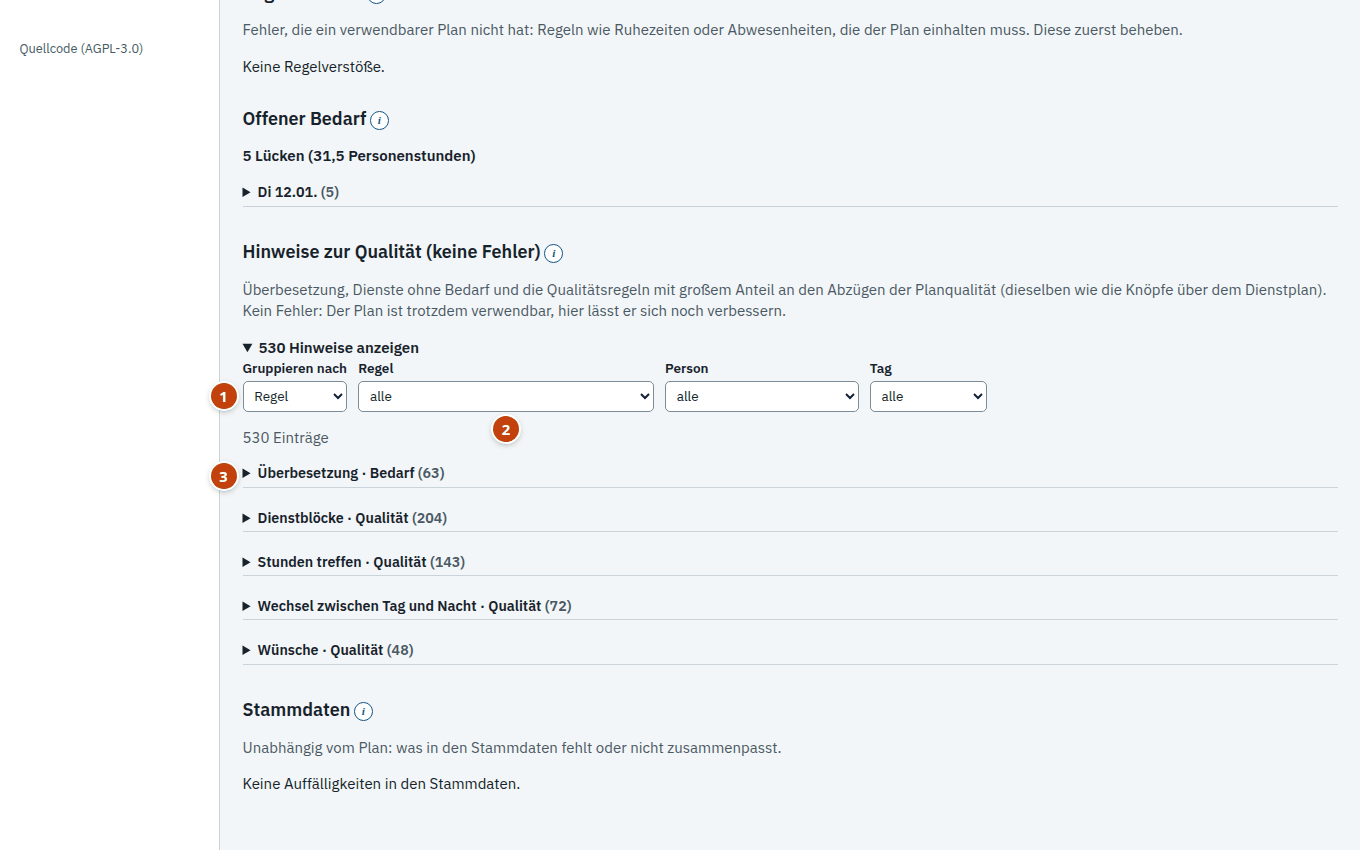 Fehler, die ein verwendbarer Plan nicht hat: Regeln wie Ruhezeiten oder Abwesenheiten, die der Plan einhalten muss. Diese zuerst beheben.
Quellcode (AGPL-3.0)
Keine Regelverstöße.
Offener Bedarf i
5 Lücken (31,5 Personenstunden)
Di 12.01. (5)
Hinweise zur Qualität (keine Fehler) i
Überbesetzung, Dienste ohne Bedarf und die Qualitätsregeln mit großem Anteil an den Abzügen der Planqualität (dieselben wie die Knöpfe über dem Dienstplan).
Kein Fehler: Der Plan ist trotzdem verwendbar, hier lässt er sich noch verbessern.
530 Hinweise anzeigen
Gruppieren nach Regel Person Tag
1 Regel alle alle alle
2
530 Einträge
3 Überbesetzung · Bedarf (63)
Dienstblöcke · Qualität (204)
Stunden treffen · Qualität (143)
Wechsel zwischen Tag und Nacht · Qualität (72)
Wünsche · Qualität (48)
Stammdaten i
Unabhängig vom Plan: was in den Stammdaten fehlt oder nicht zusammenpasst.
Keine Auffälligkeiten in den Stammdaten.